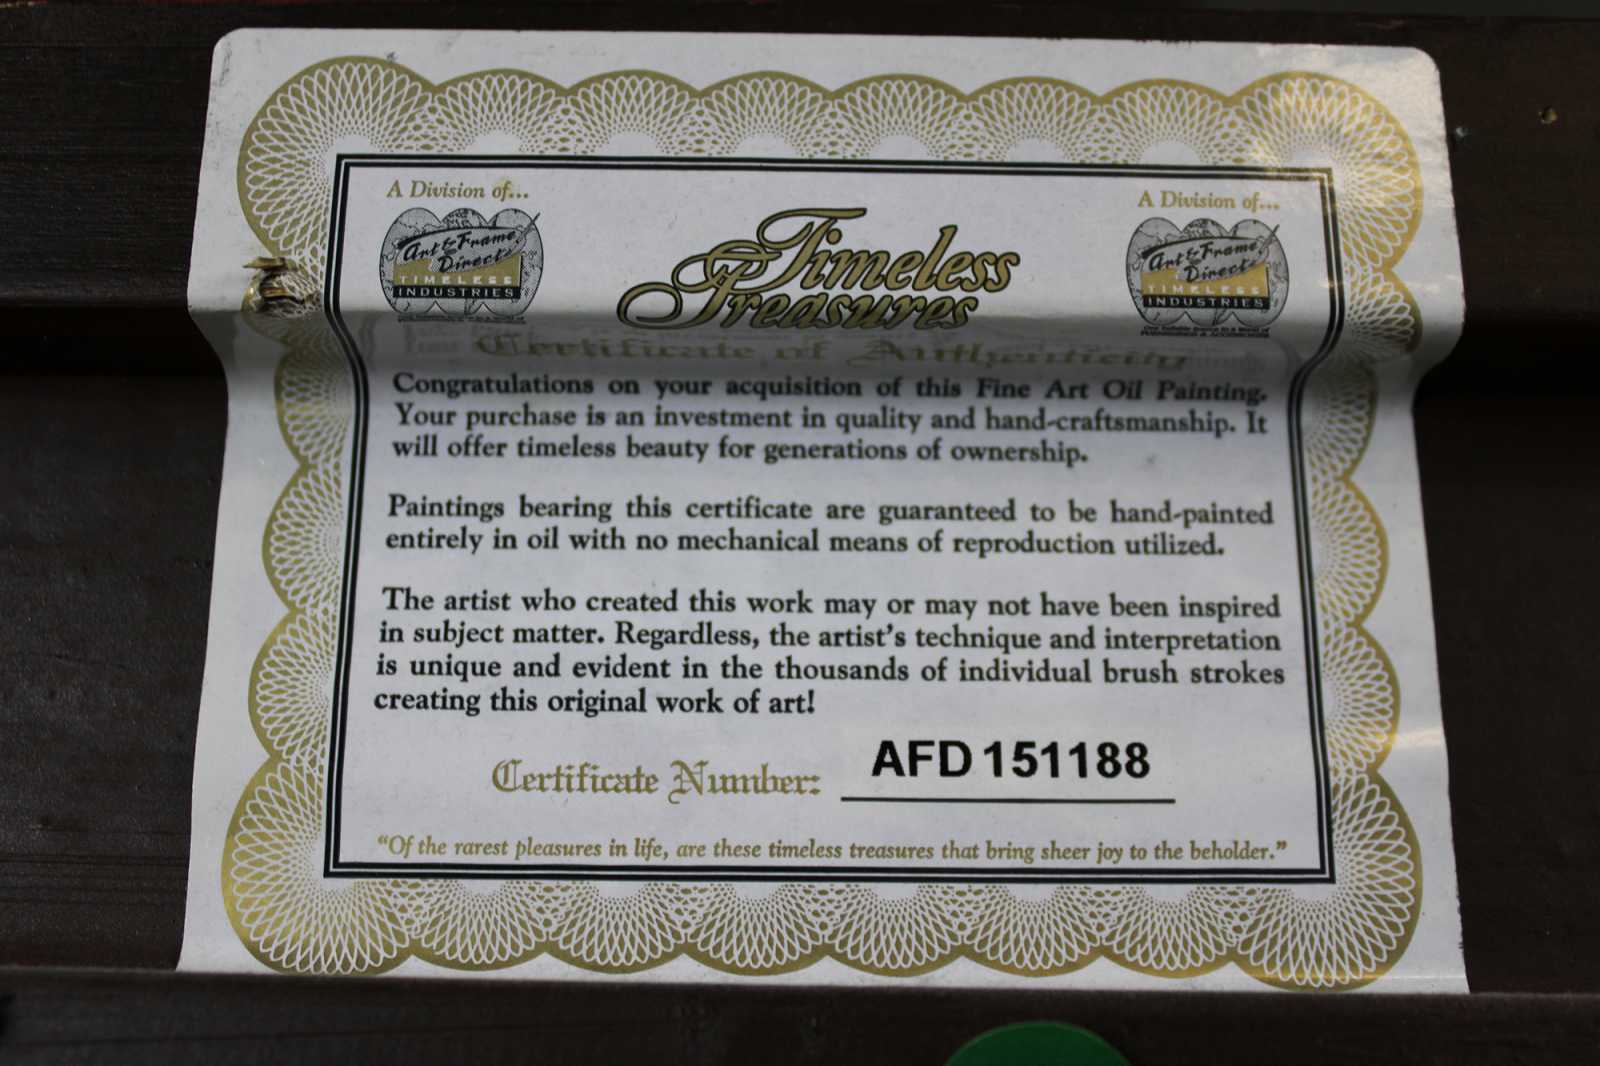 A Division of...
A Division of...
Art & Frame
Direct
TIMELESS
INDUSTRIES
Timeless
Treasures
Art & Frame
Direct
TIMELESS
INDUSTRIES
Certificate of Authenticity
Congratulations on your acquisition of this Fine Art Oil Painting.
Your purchase is an investment in quality and hand-craftsmanship. It
will offer timeless beauty for generations of ownership.
Paintings bearing this certificate are guaranteed to be hand-painted
entirely in oil with no mechanical means of reproduction utilized.
The artist who created this work may or may not have been inspired
in subject matter. Regardless, the artist's technique and interpretation
is unique and evident in the thousands of individual brush strokes
creating this original work of art!
Certificate Number: AFD 151188
"Of the rarest pleasures in life, are these timeless treasures that bring sheer joy to the beholder."